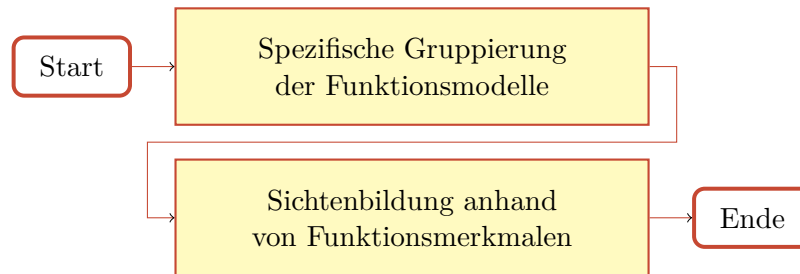 Start
Spezifische Gruppierung
der Funktionsmodelle
Sichtenbildung anhand
von Funktionsmerkmalen
Ende